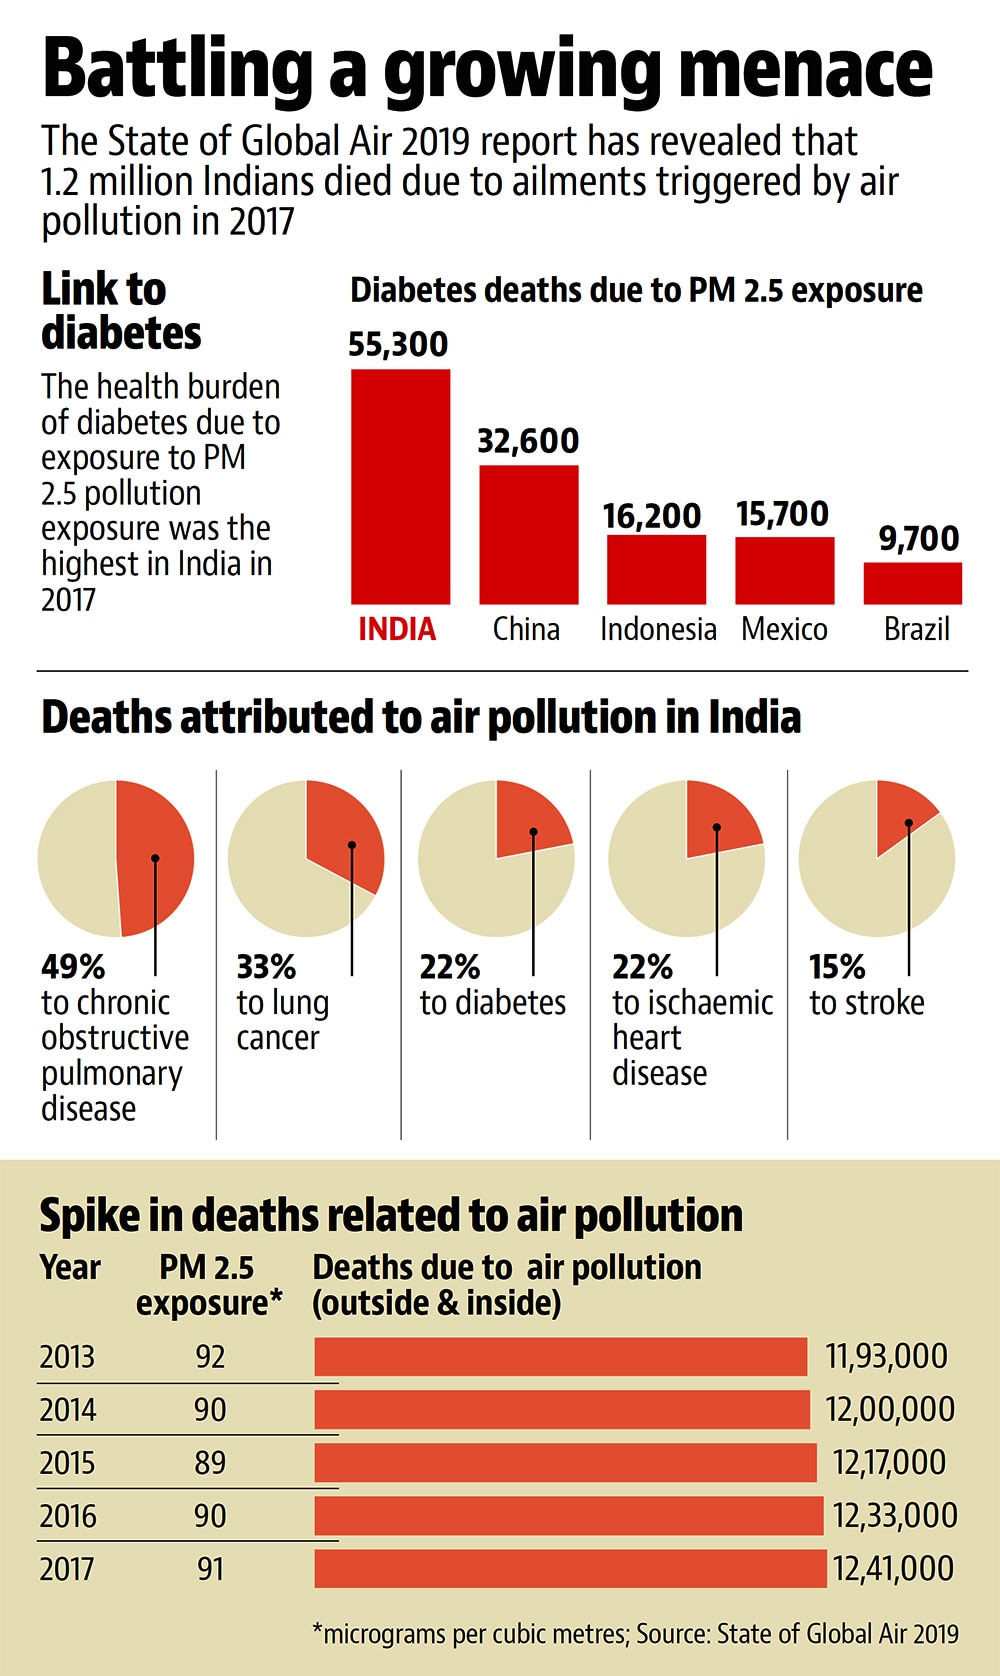 Battling a growing menace
The State of Global Air 2019 report has revealed that
1.2 million Indians died due to ailments triggered by air
pollution in 2017
Link to
diabetes
The health burden
of diabetes due to
exposure to PM
2.5 pollution
exposure was the
highest in India in
2017
Diabetes deaths due to PM 2.5 exposure
55,300
32,600
16,200
15,700
9,700
INDIA
China
Indonesia
Mexico
Brazil
Deaths attributed to air pollution in India
49%
to chronic
obstructive
pulmonary
disease
33%
to lung
cancer
22%
to diabetes
22%
to ischaemic
heart
disease
15%
to stroke
Spike in deaths related to air pollution
Year PM 2.5 Deaths due to air pollution
exposure* (outside & inside)
2013 92 11,93,000
2014 90 12,00,000
2015 89 12,17,000
2016 90 12,33,000
2017 91 12,41,000
*micrograms per cubic metres; Source: State of Global Air 2019